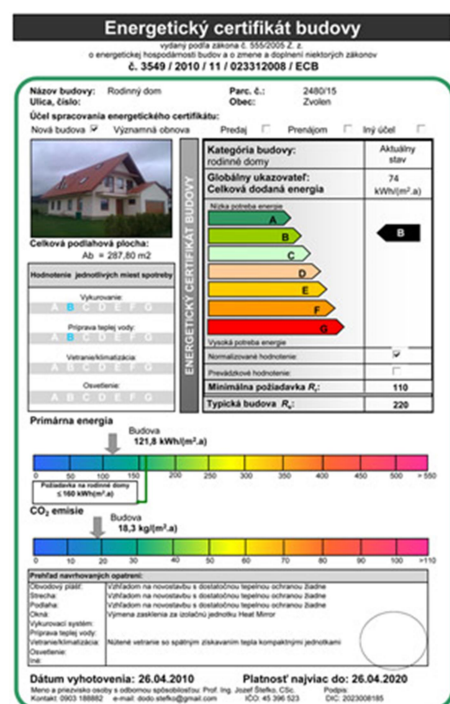 Energetický certifikát budovy
vydaný podľa zákona č. 555/2005 Z. z.
o energetickej hospodárnosti budov a o zmene a doplnení niektorých zákonov
č. 3549 / 2010 / 11 / 023312008 / ECB
Názov budovy: Rodinný dom Parc. č.: 2480/15
Ulica, číslo: Obec: Zvolen
Účel spracovania energetického certifikátu:
Nová budova Významná obnova Predaj Prenájom Iný účel
ENERGETICKÝ CERTIFIKÁT BUDOVY
Celková podlahová plocha:
Ab = 287,80 m2
Hodnotenie jednotlivých miest spotreby
Vykurovanie:
A B C D E F G
Príprava teplej vody:
A B C D E F G
Vetranie/klimatizácia:
A B C D E F G
Osvetlenie:
A B C D E F G
Kategória budovy: Aktuálny
rodinné domy stav
Globálny ukazovateľ: 74
Celková dodaná energia kWh/(m².a)
Nízka potreba energie
A
B B
C
D
E
F
G
Vysoká potreba energie
Normalizované hodnotenie:
Prevádzkové hodnotenie:
Minimálna požiadavka Rr: 110
Typická budova Rs: 220
Primárna energia
Budova
121,8 kWh/(m².a)
0 50 100 150 200 250 300 350 400 450 500 >550
Požiadavka na rodinné domy
≤ 160 kWh(m².a)
CO2 emisie
Budova
18,3 kg/(m².a)
0 10 20 30 40 50 60 70 80 90 100 >110
Prehľad navrhovaných opatrení:
Obvodový plášť: Vzhľadom na novostavbu s dostatočnou tepelnou ochranou žiadne
Strecha: Vzhľadom na novostavbu s dostatočnou tepelnou ochranou žiadne
Podlaha: Vzhľadom na novostavbu s dostatočnou tepelnou ochranou žiadne
Okná: Výmena zasklenia za izolačnú jednotku Heat Mirror
Vykurovací systém:
Príprava teplej vody:
Vetranie/klimatizácia: Nútené vetranie so spätným získavaním tepla kompaktnými jednotkami
Osvetlenie:
Iné:
Dátum vyhotovenia: 26.04.2010 Platnosť najviac do: 26.04.2020
Meno a priezvisko osoby s odbornou spôsobilosťou: Prof. Ing. Jozef Štefko, CSc. Podpis:
Kontakt: 0903 188882 e-mail: dodo.stefko@gmail.com IČO: 45 396 523 DIČ: 2023008185